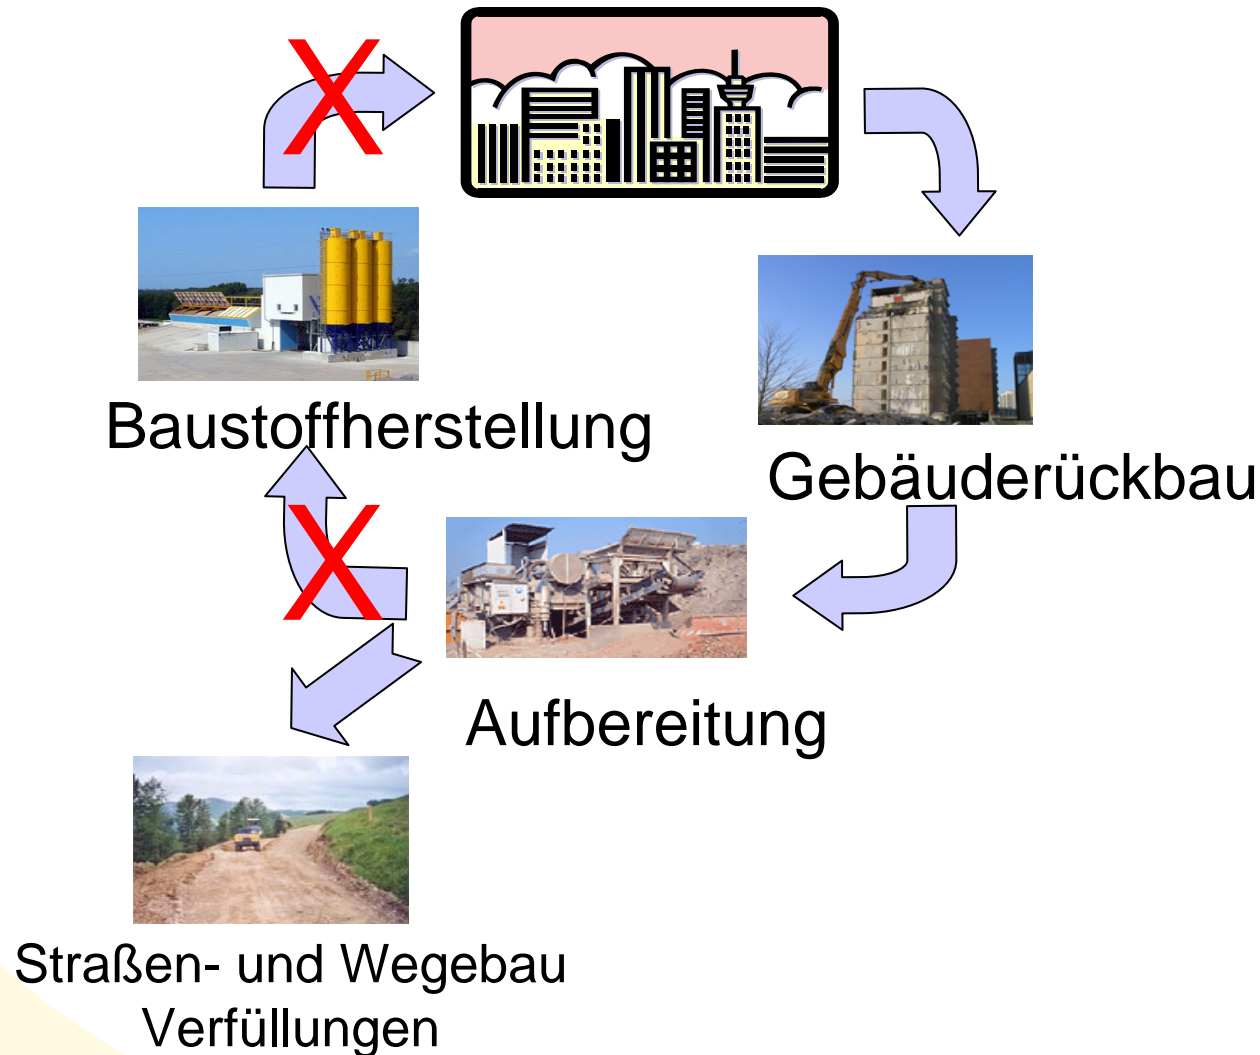 X
Baustoffherstellung
Gebäuderückbau
X
Aufbereitung
Straßen- und Wegebau
Verfüllungen